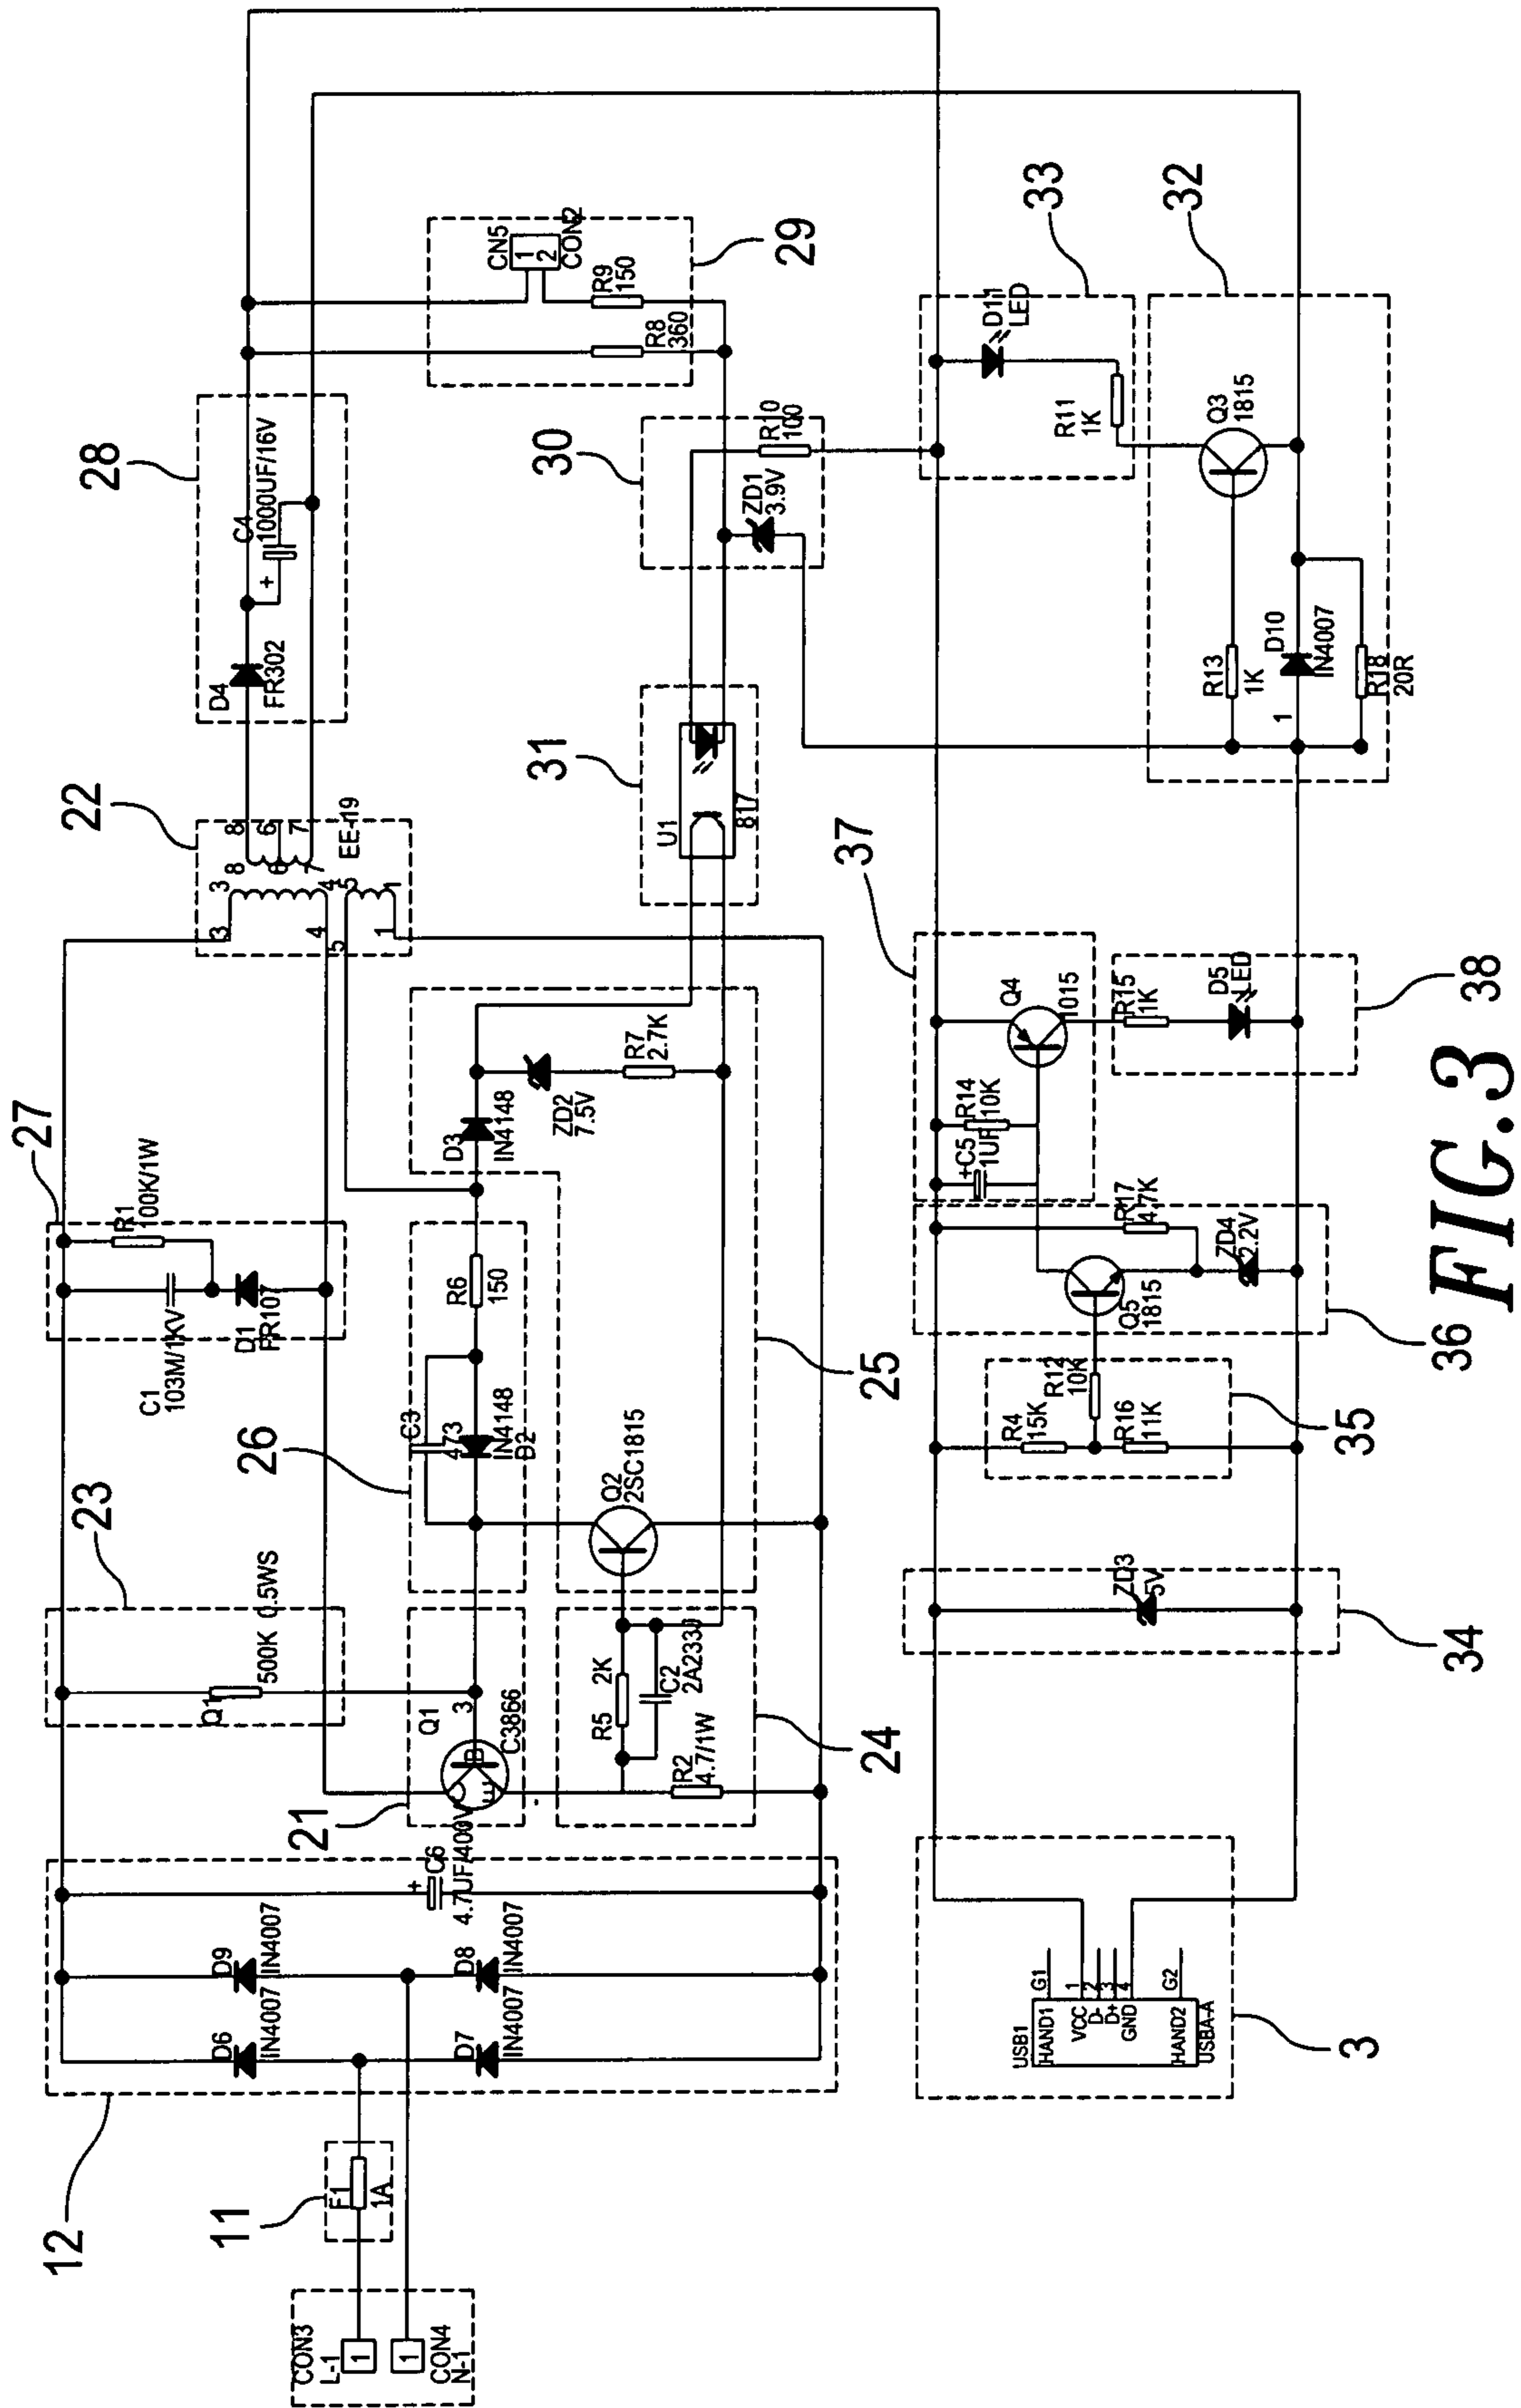 12
11
CON3
L-1
1
1
CON4
N-1
F1
1A
D6
IN4007
D9
IN4007
D7
IN4007
D8
IN4007
+
C6
4.7UF/400V
23
Q1
500K 0.5WS
21
Q1
3
C3866
24
R5
2K
C2
2A233J
R2
4.7/1W
26
C3
473
IN4148
D2
R6
150
Q2
2SC1815
25
27
C1
103M/1KV
R1
100K/1W
D1
FR107
D3
IN4148
ZD2
7.5V
R7
2.7K
22
3
3
4
4
5
5
1
1
8
8
6
6
7
7
EE-19
28
D4
FR302
+
C4
1000UF/16V
31
U1
817
30
ZD1
3.9V
R10
100
29
CN5
1
2
CON2
R9
150
R8
360
3
USB1
HAND1
VCC
D-
D+
GND
HAND2
USBA-A
G1
1
2
3
4
G2
34
ZD3
5V
35
R4
15K
R12
10K
R16
11K
36
Q5
1815
R17
4.7K
ZD4
2.2V
37
+C5
1UF
R14
10K
Q4
1015
38
R15
1K
D5
LED
33
D11
LED
R11
1K
32
Q3
1815
R13
1K
1
D10
IN4007
R18
20R
FIG.3